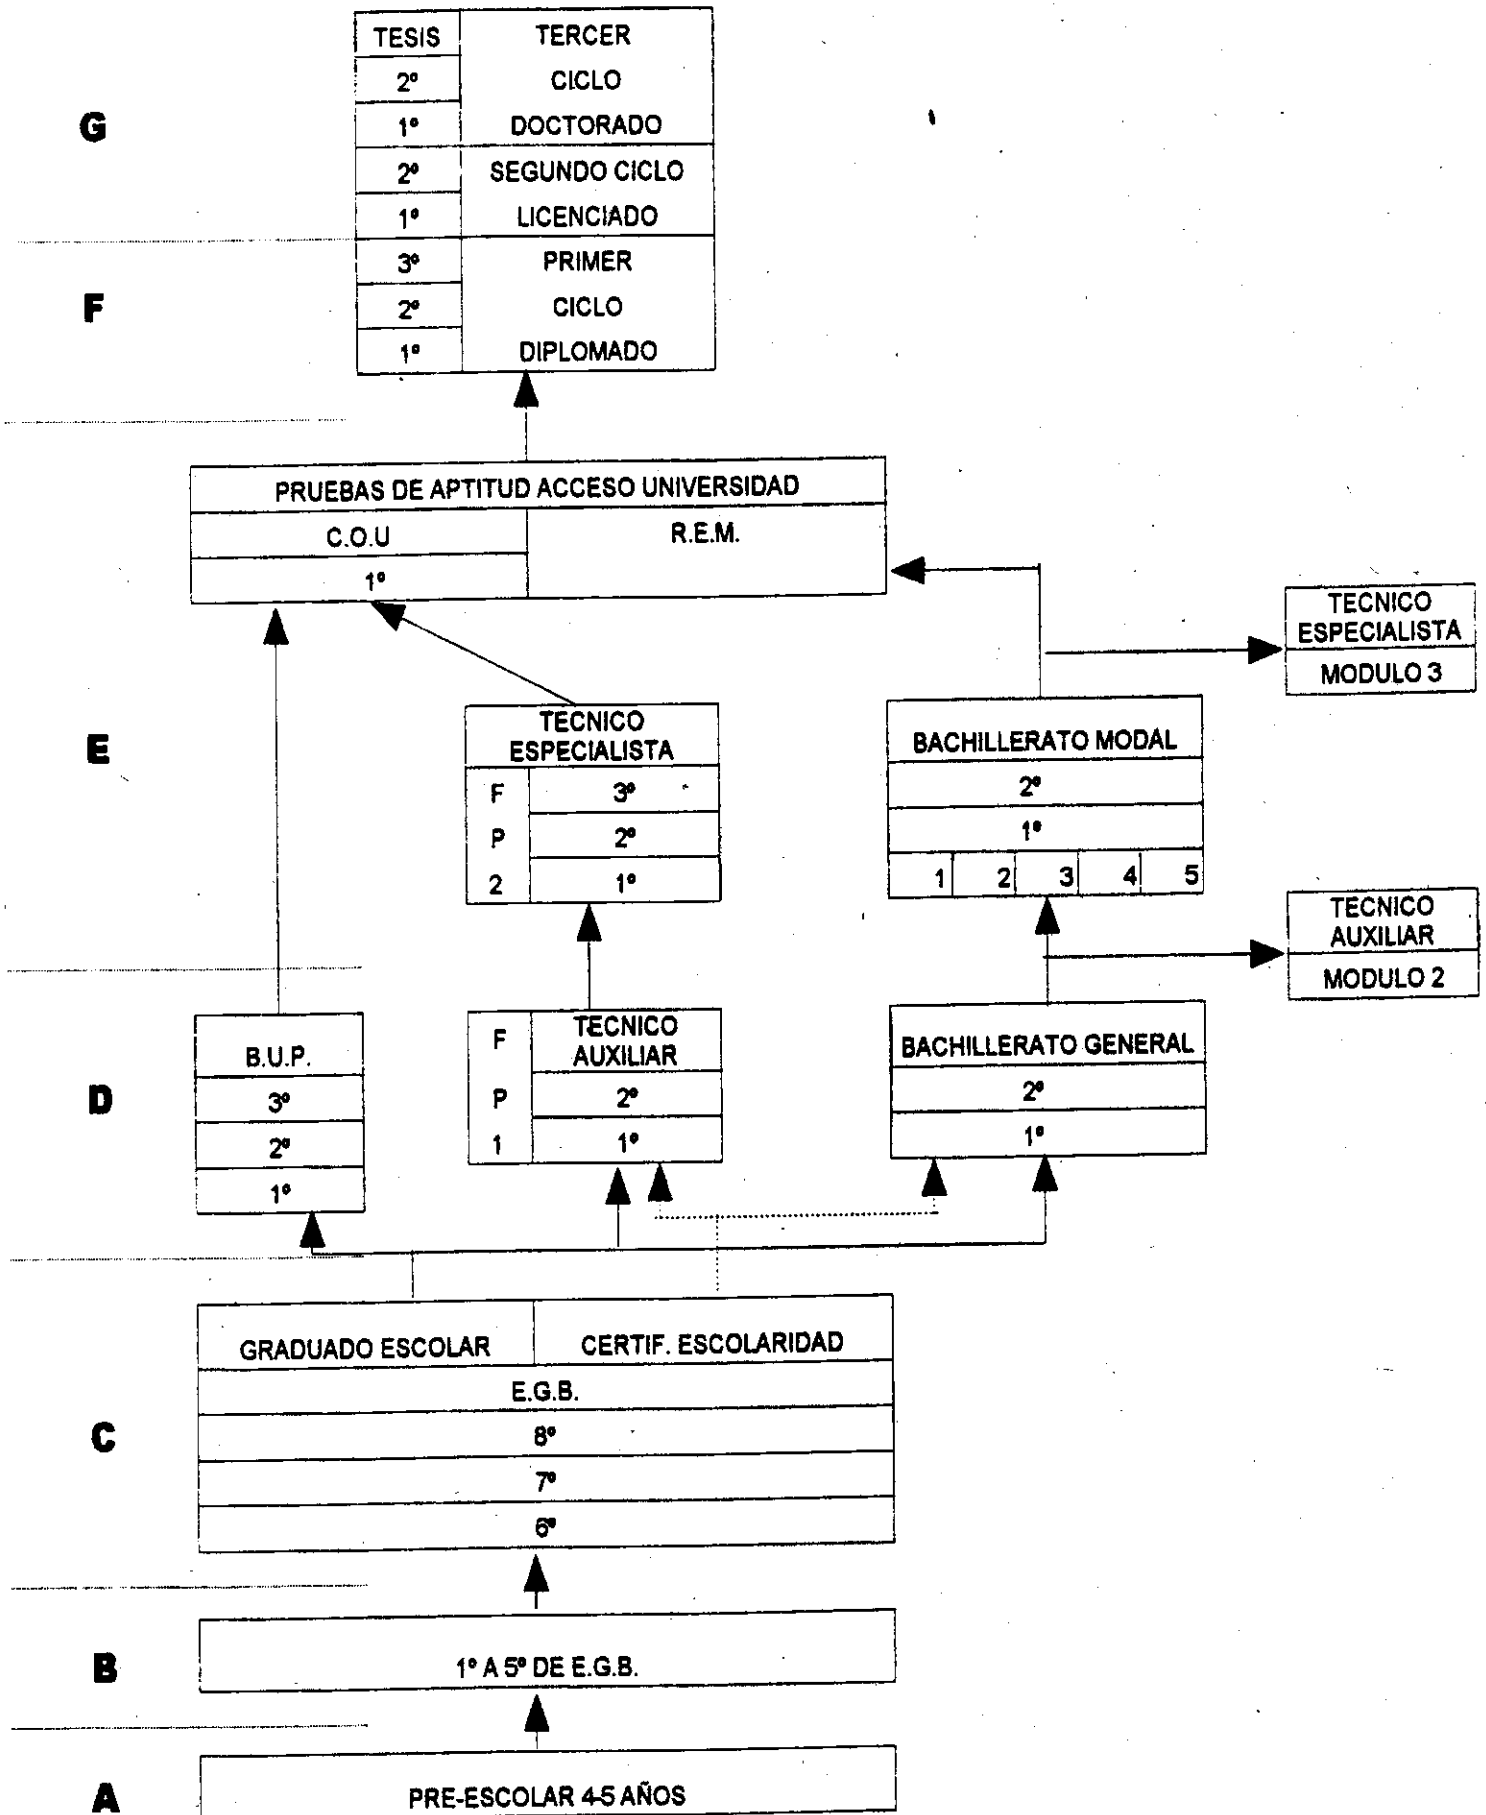 TESIS TERCER
2º CICLO
G
1º DOCTORADO
2º SEGUNDO CICLO
1º LICENCIADO
3º PRIMER
F
2º CICLO
1º DIPLOMADO
PRUEBAS DE APTITUD ACCESO UNIVERSIDAD
C.O.U R.E.M.
1º
TECNICO
ESPECIALISTA
MODULO 3
E
TECNICO
ESPECIALISTA
F 3º
P 2º
2 1º
BACHILLERATO MODAL
2º
1º
1 2 3 4 5
TECNICO
AUXILIAR
MODULO 2
D
B.U.P.
3º
2º
1º
F TECNICO
AUXILIAR
P 2º
1 1º
BACHILLERATO GENERAL
2º
1º
GRADUADO ESCOLAR CERTIF. ESCOLARIDAD
E.G.B.
C
8º
7º
6º
B
1º A 5º DE E.G.B.
A
PRE-ESCOLAR 4-5 AÑOS